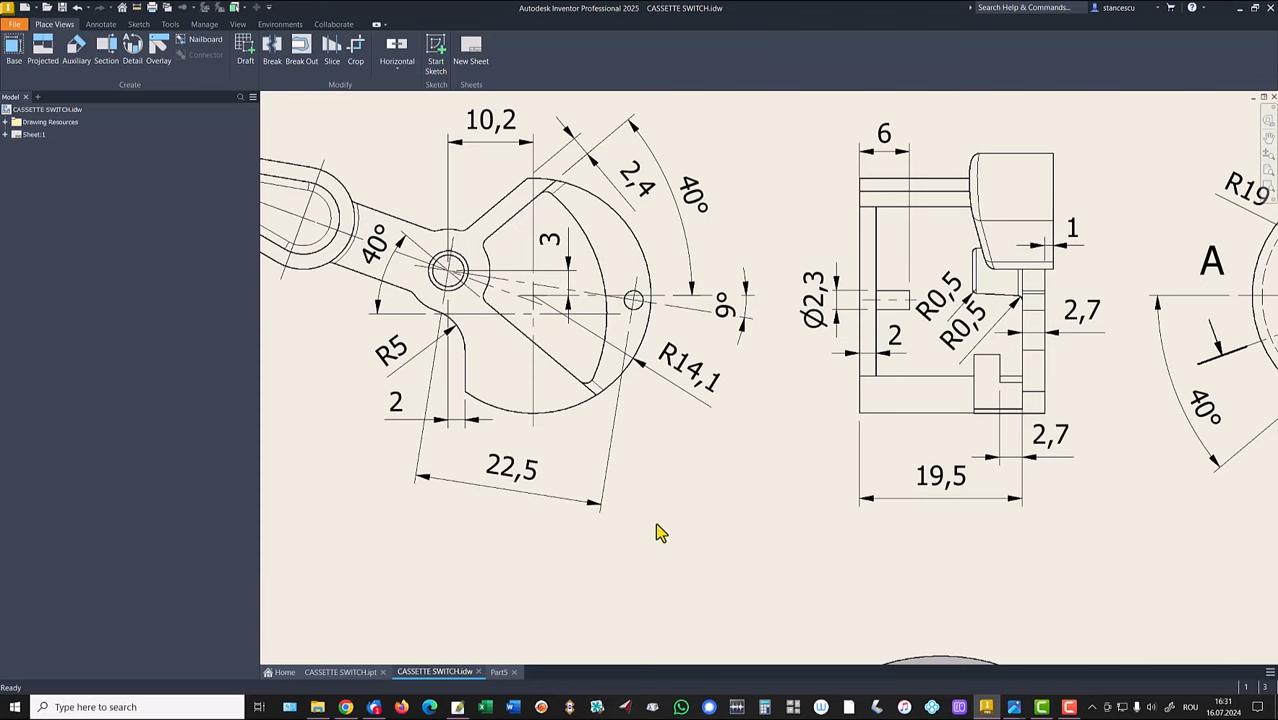 Autodesk Inventor Professional 2025 CASSETTE SWITCH.idw
Search Help & Commands...
stancescu
File
Place Views
Annotate
Sketch
Tools
Manage
View
Environments
Collaborate
Base
Projected
Auxiliary
Section
Detail
Overlay
Nailboard
Connector
Draft
Break
Break Out
Slice
Crop
Horizontal
Start
Sketch
New Sheet
Create
Modify
Sketch
Sheets
Model
CASSETTE SWITCH.idw
Drawing Resources
Sheet:1
10,2
2,4
40°
40°
3
9°
R5
R14,1
2
22,5
6
1
R19
A
ϕ2,3
R0,5
R0,5
2
2,7
2,7
19,5
40°
Home
CASSETTE SWITCH.ipt
CASSETTE SWITCH.idw
Part5
Ready
1
3
Type here to search
ROU
16:31
16.07.2024